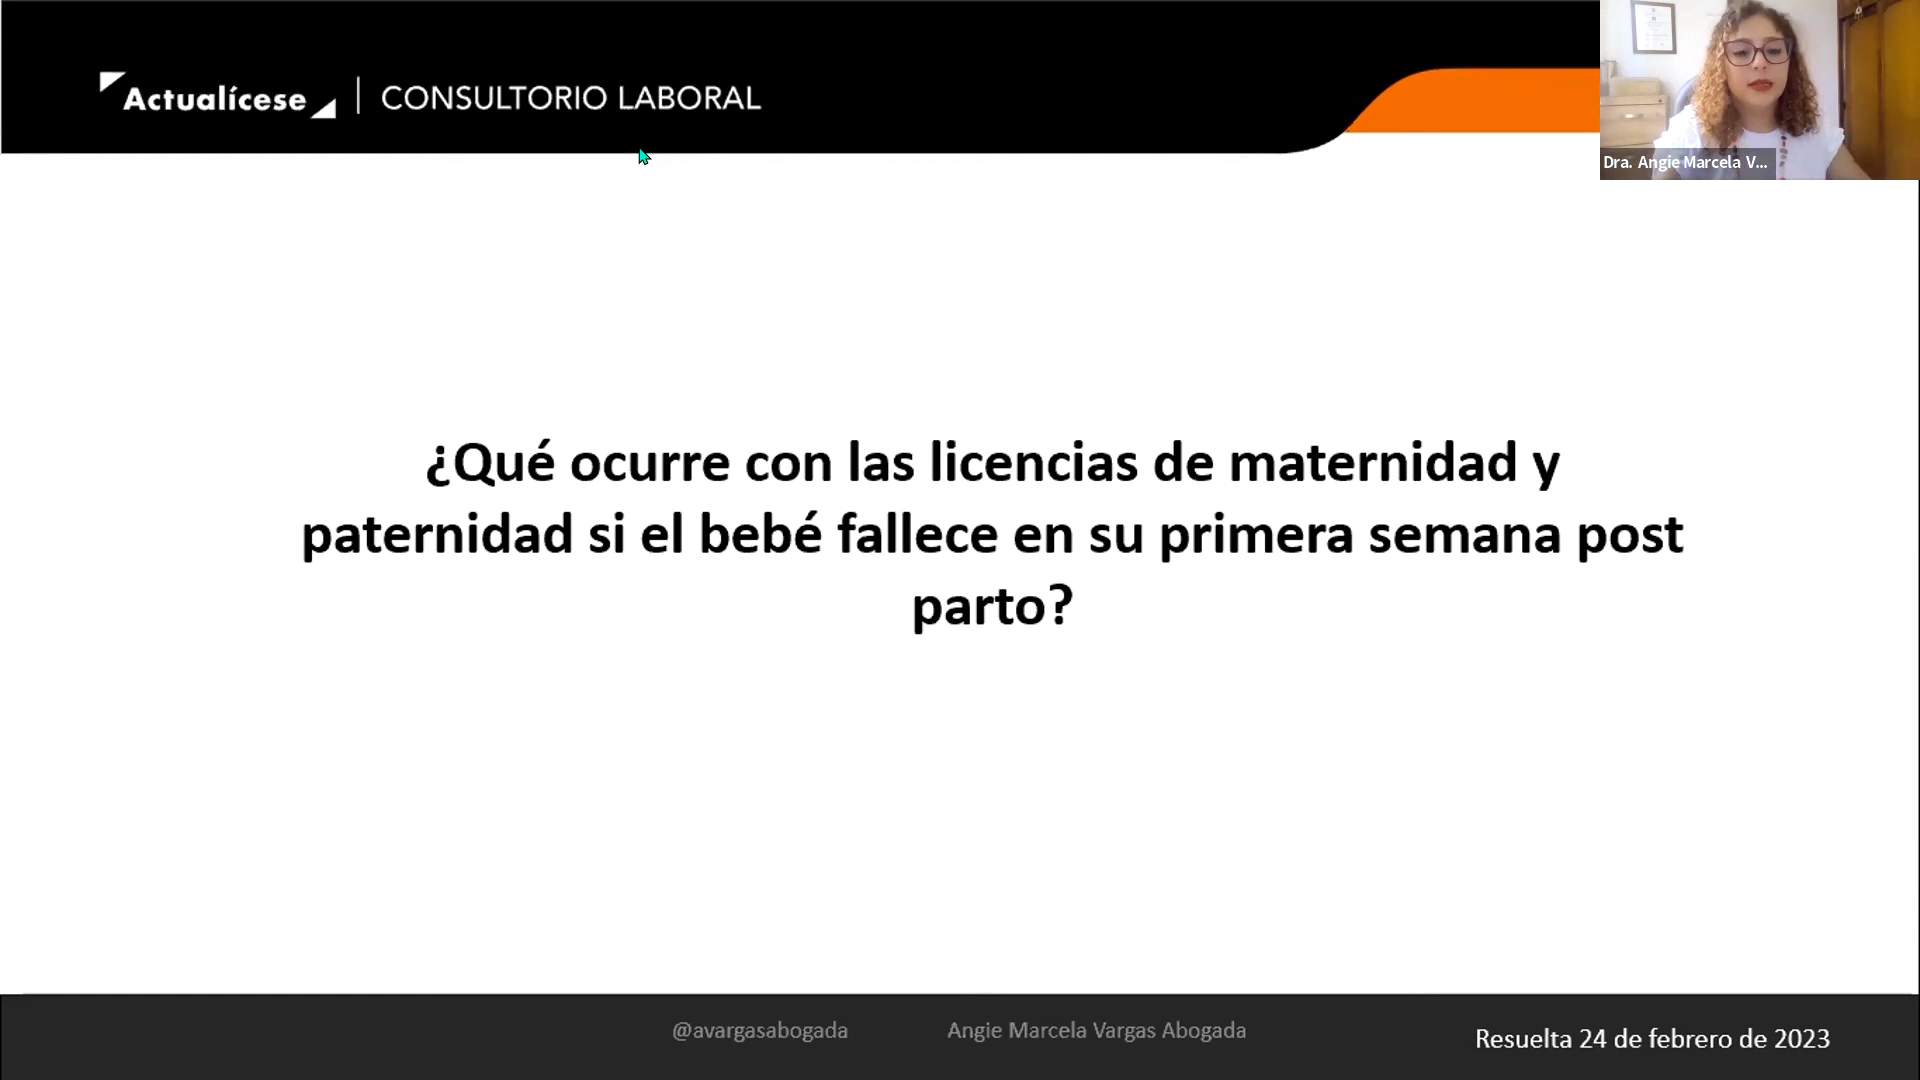 Actualícese | CONSULTORIO LABORAL
Dra. Angie Marcela V...
¿Qué ocurre con las licencias de maternidad y
paternidad si el bebé fallece en su primera semana post
parto?
@avargasabogada
Angie Marcela Vargas Abogada
Resuelta 24 de febrero de 2023